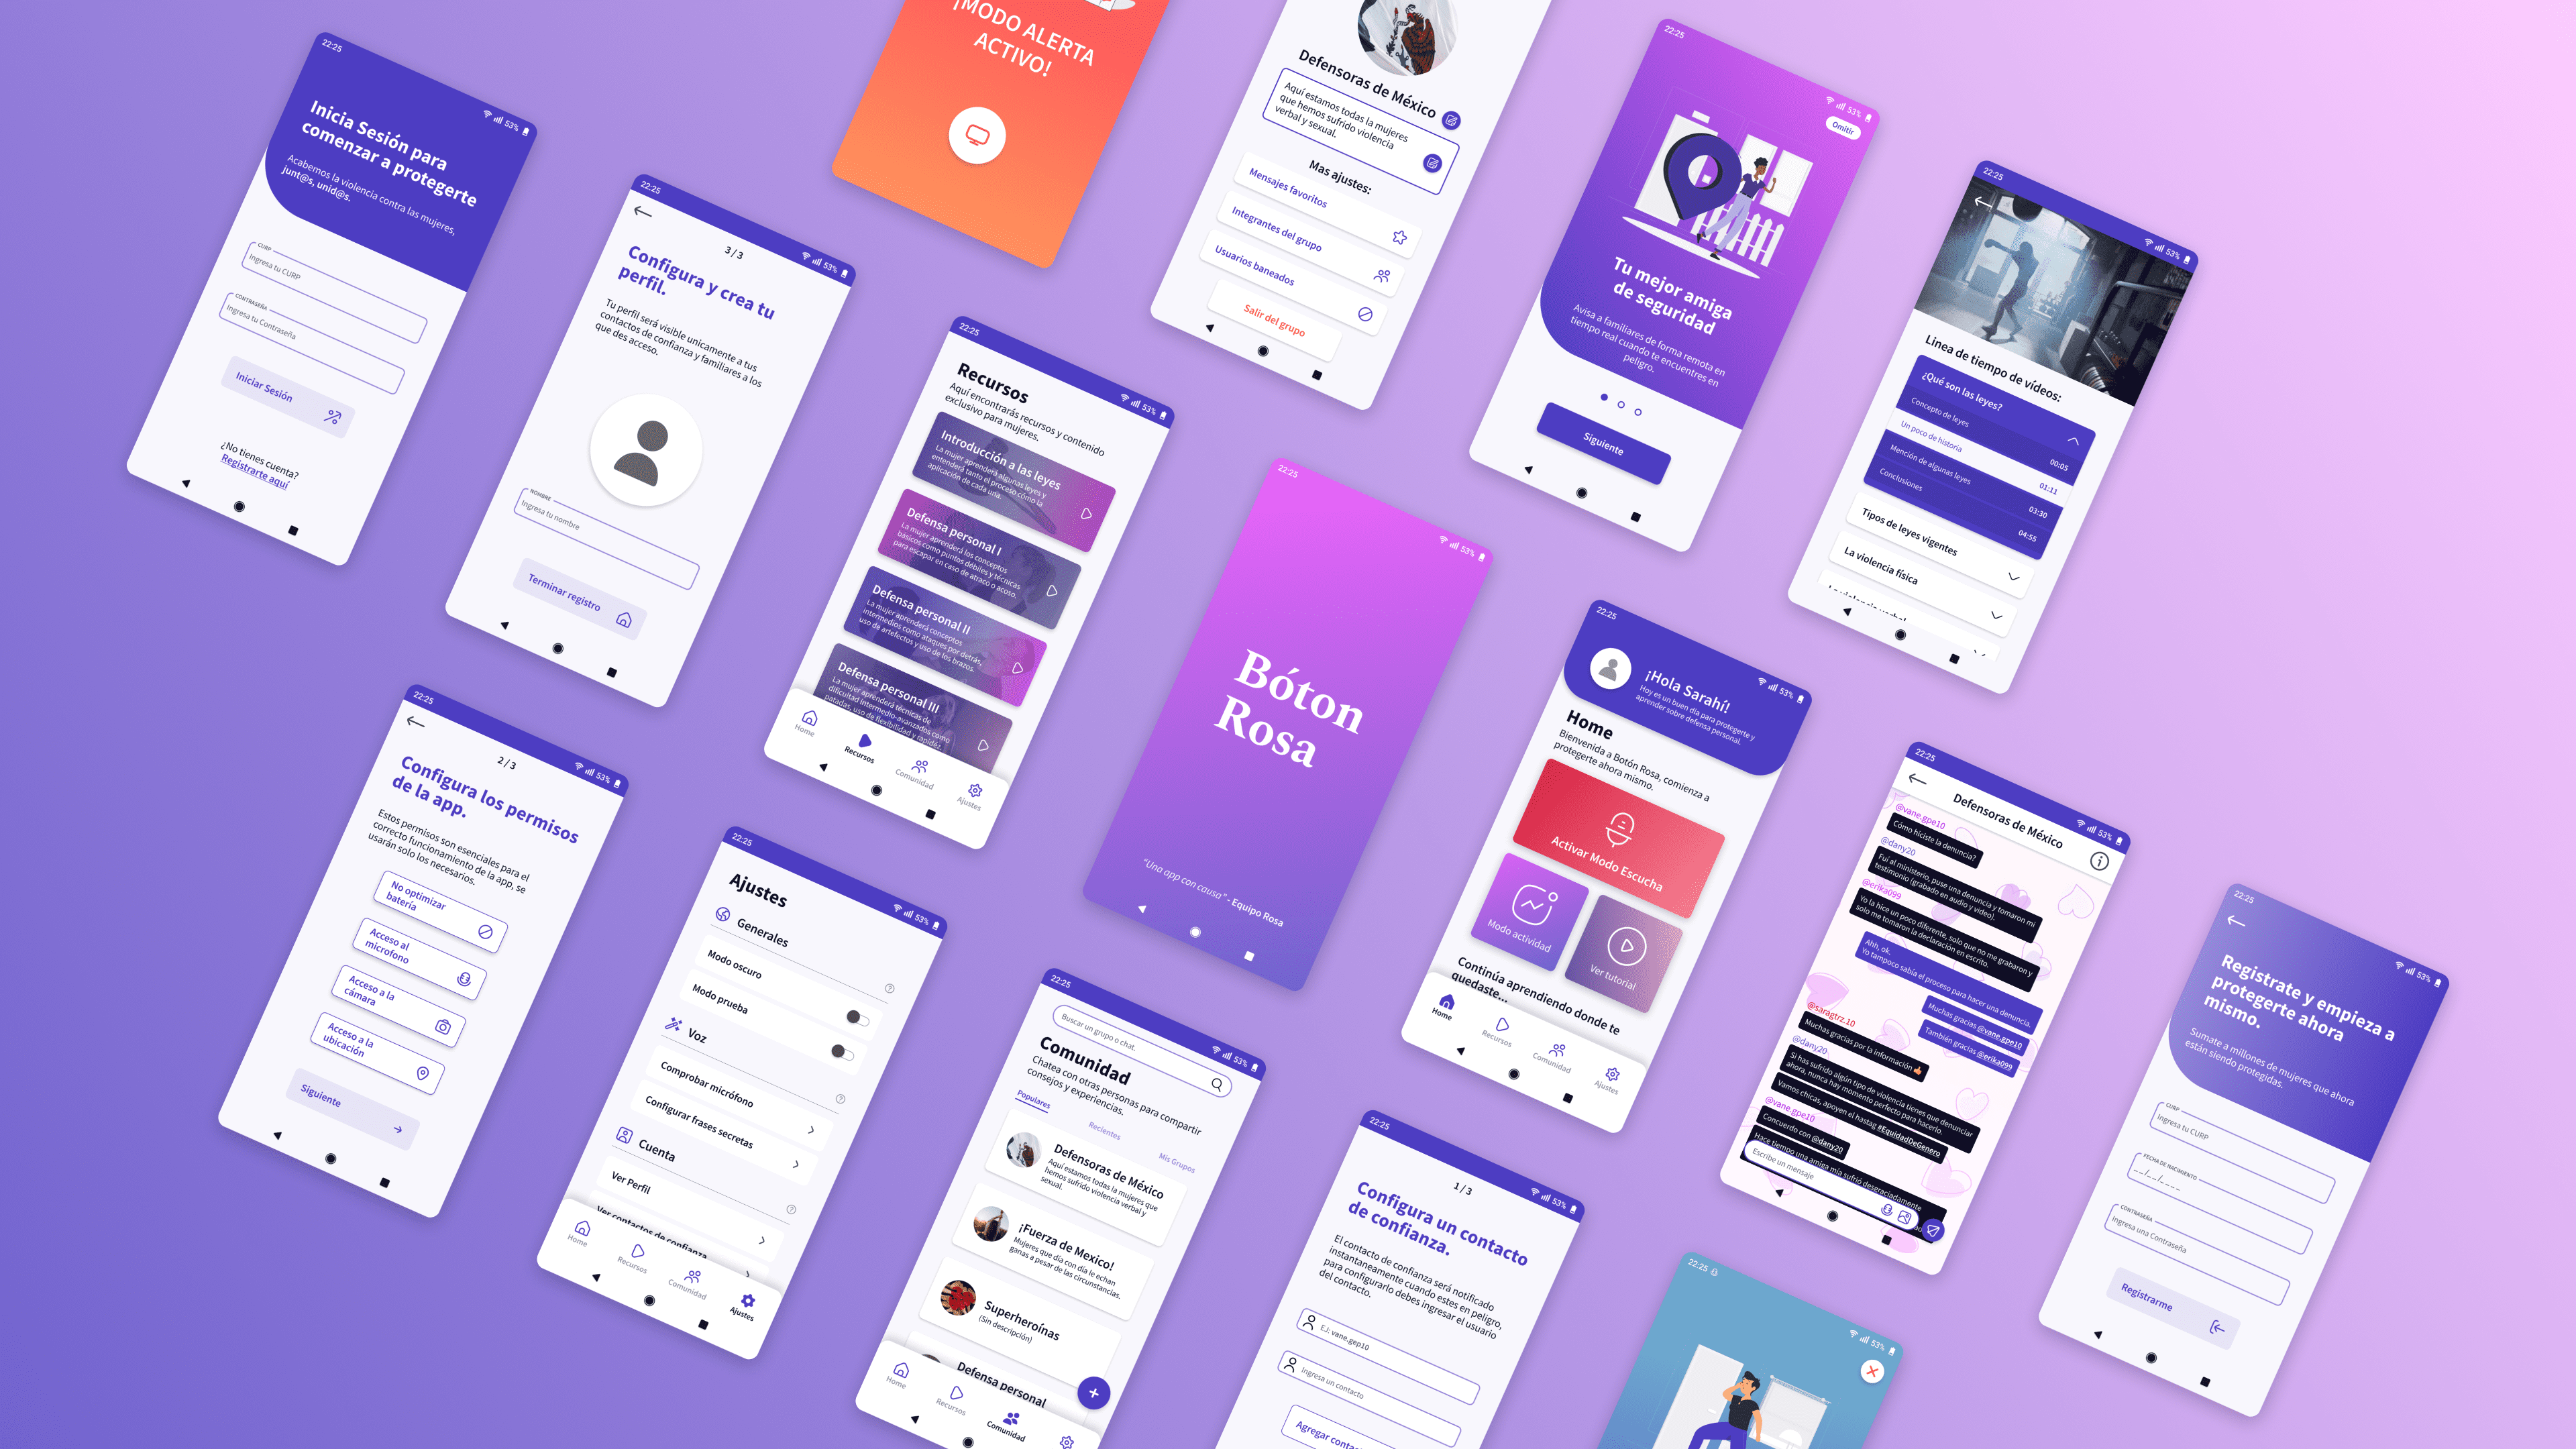 22:25
53%
Inicia Sesión para
comenzar a protegerte
Acabemos la violencia contra las mujeres,
junt@s, unid@s.
CURP
Ingresa tu CURP
CONTRASEÑA
Ingresa tu Contraseña
Iniciar Sesión
¿No tienes cuenta?
Registrarte aquí
22:25
53%
3 / 3
Configura y crea tu
perfil.
Tu perfil será visible unicamente a tus
contactos de confianza y familiares a los
que des acceso.
NOMBRE
Ingresa tu nombre
Terminar registro
¡MODO ALERTA
ACTIVO!
22:25
53%
Recursos
Aquí encontrarás recursos y contenido
exclusivo para mujeres.
Introducción a las leyes
La mujer aprenderá algunas leyes y
entenderá tanto el proceso cómo la
aplicación de cada una.
Defensa personal I
La mujer aprenderá los conceptos
básicos como puntos débiles y técnicas
para escapar en caso de atraco o acoso.
Defensa personal II
La mujer aprenderá conceptos
intermedios como ataques por detrás,
uso de artefectos y uso de los brazos.
Defensa personal III
La mujer aprenderá técnicas de
dificultad intermedio-avanzados como
patadas, uso de flexibilidad y rapidez.
Home
Recursos
Comunidad
Ajustes
Defensoras de México
Aquí estamos todas la mujeres
que hemos sufrido violencia
verbal y sexual.
Mas ajustes:
Mensajes favoritos
Integrantes del grupo
Usuarios baneados
Salir del grupo
22:25
53%
Omitir
Tu mejor amiga
de seguridad
Avisa a familiares de forma remota en
tiempo real cuando te encuentres en
peligro.
Siguiente
22:25
53%
Linea de tiempo de vídeos:
¿Qué son las leyes?
Concepto de leyes
00:05
Un poco de historia
01:11
Mención de algunas leyes
03:30
Conclusiones
04:55
Tipos de leyes vigentes
La violencia física
22:25
53%
Bóton
Rosa
"Una app con causa" - Equipo Rosa
22:25
53%
¡Hola Sarahí!
Hoy es un buen día para protegerte y
aprender sobre defensa personal.
Home
Bienvenida a Botón Rosa, comienza a
protegerte ahora mismo.
Activar Modo Escucha
Modo actividad
Ver tutorial
Continúa aprendiendo donde te
quedaste...
Home
Recursos
Comunidad
Ajustes
22:25
53%
2 / 3
Configura los permisos
de la app.
Estos permisos son esenciales para el
correcto funcionamiento de la app, se
usarán solo los necesarios.
No optimizar
batería
Acceso al
microfono
Acceso a la
cámara
Acceso a la
ubicación
Siguiente
22:25
53%
Ajustes
Generales
Modo oscuro
Modo prueba
Voz
Comprobar micrófono
Configurar frases secretas
Cuenta
Ver Perfil
Ver contactos de confianza
Home
Recursos
Comunidad
Ajustes
22:25
53%
Buscar un grupo o chat.
Comunidad
Chatea con otras personas para compartir
consejos y experiencias.
Populares
Recientes
Mis Grupos
Defensoras de México
Aquí estamos todas la mujeres que
hemos sufrido violencia verbal y
sexual.
¡Fuerza de Mexico!
Mujeres que día con día le echan
ganas a pesar de las circunstancias.
Superheroínas
(Sin descripción)
Defensa personal
Home
Recursos
Comunidad
22:25
53%
1 / 3
Configura un contacto
de confianza.
El contacto de confianza será notificado
instantaneamente cuando estes en peligro,
para configurarlo debes ingresar el usuario
del contacto.
E.J: vane.gep10
Ingresa un contacto
Agregar
22:25
53%
Defensoras de México
@vane.gpe10
Cómo hiciste la denuncia?
@dany20
Fui al ministerio, puse una denuncia y tomaron mi
testimonio (grabado en audio y video).
@erika099
Yo la hice un poco diferente, solo que no me grabaron y
solo me tomaron la declaración en escrito.
Ahh, ok.
Yo tampoco sabía el proceso para hacer una denuncia.
Muchas gracias @vane.gpe10
También gracias @erika099
@saragtrz.10
Muchas gracias por la información
@dany20
Si has sufrido algún tipo de violencia tienes que denunciar
ahora, nunca hay momento perfecto para hacerlo.
Vamos chicas, apoyen el hastag #EquidadDeGenero
@vane.gpe10
Concuerdo con @dany20
Hace tiempo una amiga mía sufrió desgraciadamente
Escribe un mensaje
22:25
53%
22:25
53%
Registrate y empieza a
protegerte ahora
mismo.
Sumate a millones de mujeres que ahora
están siendo protegidas.
CURP
Ingresa tu CURP
FECHA DE NACIMIENTO
_ _/_ _/_ _ _ _
CONTRASEÑA
Ingresa una Contraseña
Registrarme